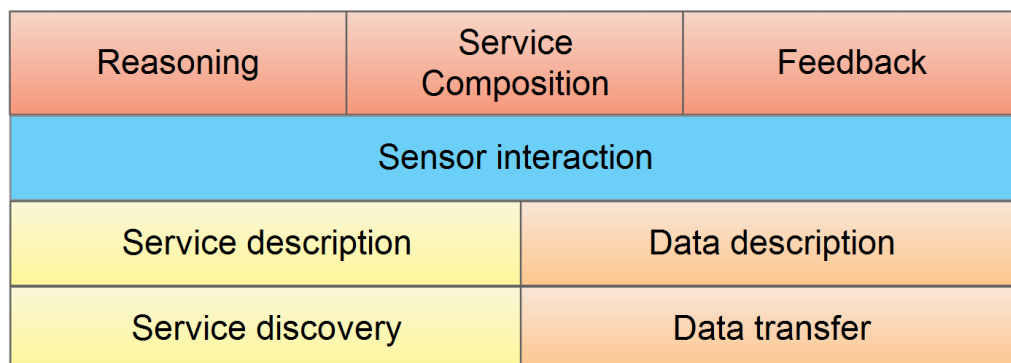 Reasoning
Service
Composition
Feedback
Sensor interaction
Service description
Data description
Service discovery
Data transfer